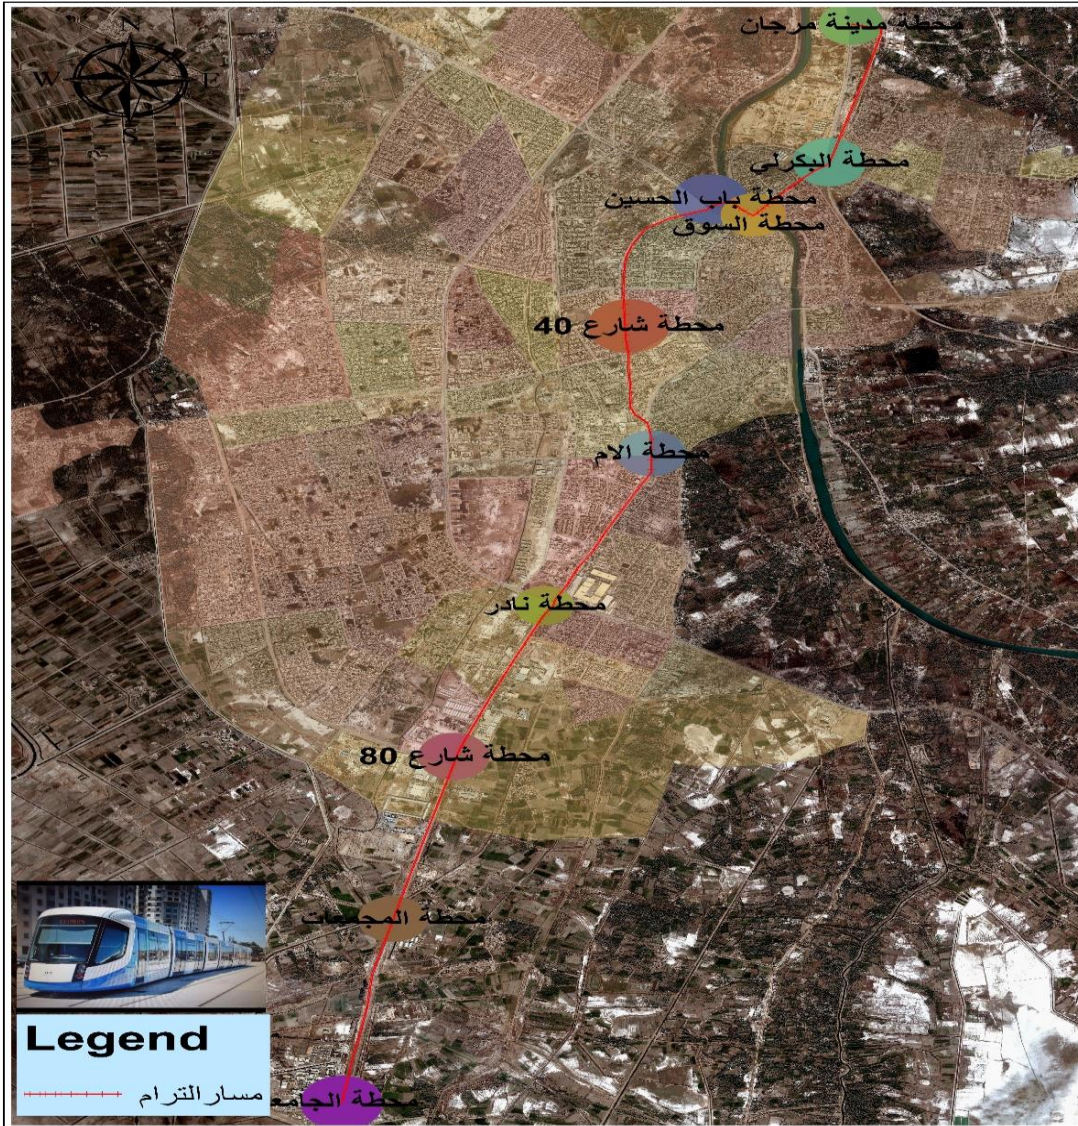 N
W E
S
محطة مدينة مرجان
محطة البكرلي
محطة باب الحسين
محطة السوق
محطة شارع 40
محطة الام
محطة نادر
محطة شارع 80
محطة المجمعات
محطة الجامع
Legend
مسار الترام